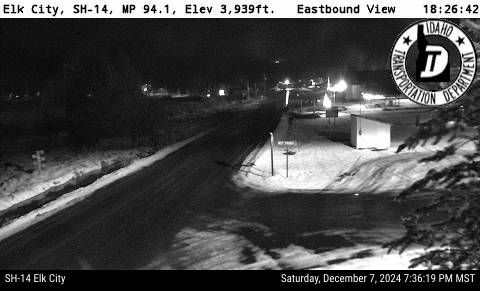 Elk City, SH-14, MP 94.1, Elev 3,939ft. Eastbound View 18:26:42
IDAHO
TRANSPORTATION DEPARTMENT
SH-14 Elk City Saturday, December 7, 2024 7:36:19 PM MST